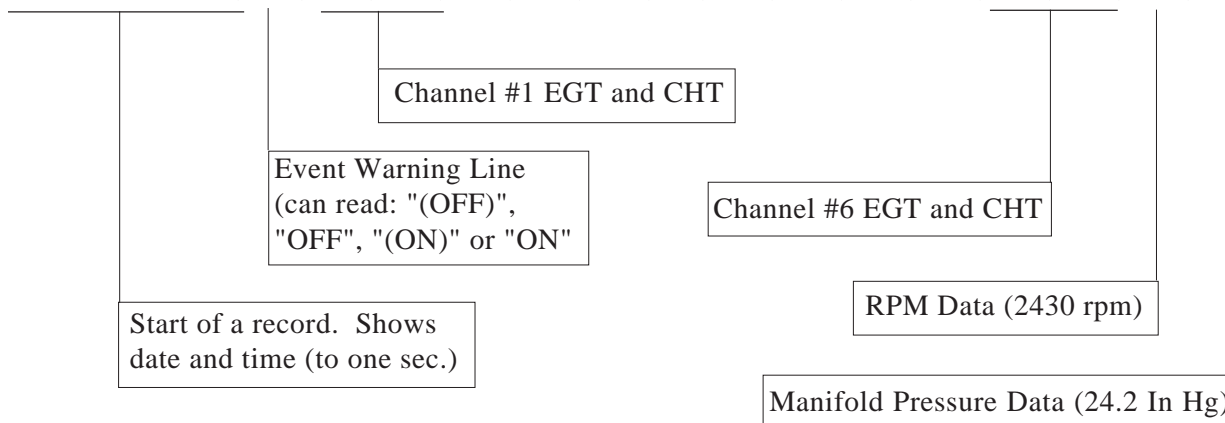 Channel #1 EGT and CHT
Event Warning Line
(can read: "(OFF)",
"OFF", "(ON)" or "ON"
Channel #6 EGT and CHT
RPM Data (2430 rpm)
Start of a record.  Shows
date and time (to one sec.)
Manifold Pressure Data (24.2 In Hg)